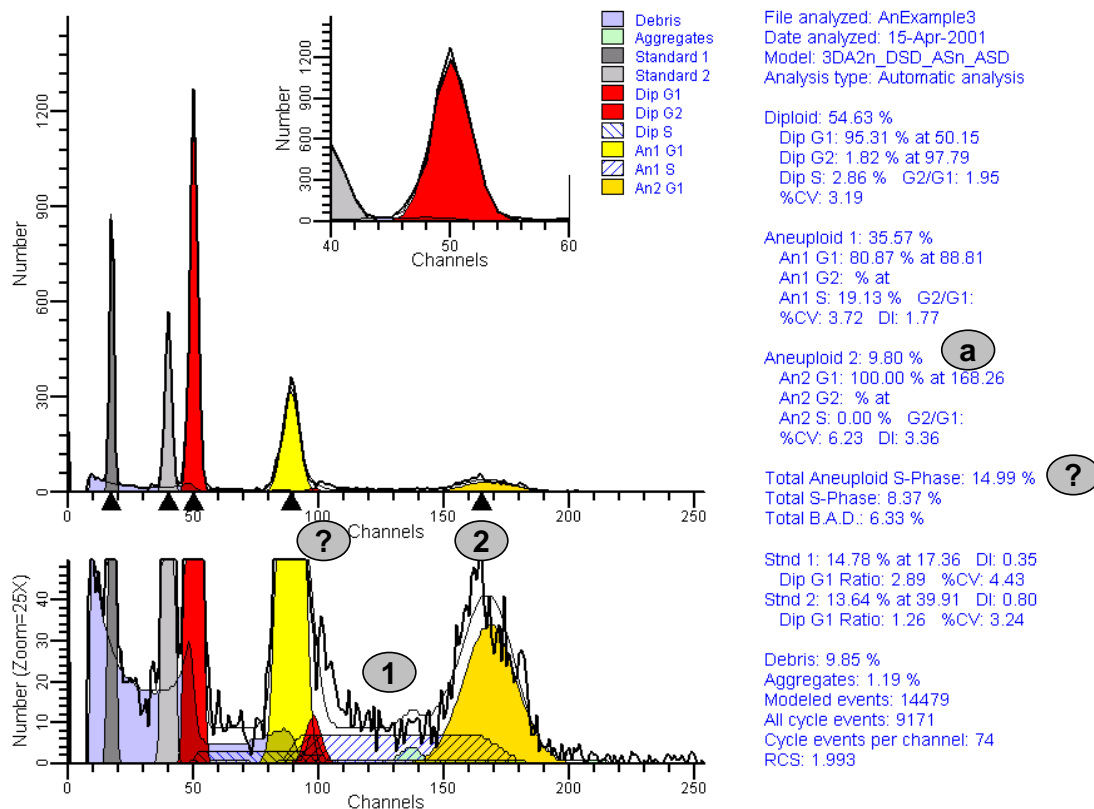 Number
1200
900
600
300
0
0
50
100
150
200
250
Channels
Number
1200
900
600
300
0
40
50
60
Channels
Debris
Aggregates
Standard 1
Standard 2
Dip G1
Dip G2
Dip S
An1 G1
An1 S
An2 G1
?
2
1
Number (Zoom=25X)
40
30
20
10
0
0
50
100
150
200
250
Channels
File analyzed: AnExample3
Date analyzed: 15-Apr-2001
Model: 3DA2n_DSD_ASn_ASD
Analysis type: Automatic analysis
Diploid: 54.63 %
Dip G1: 95.31 % at 50.15
Dip G2: 1.82 % at 97.79
Dip S: 2.86 % G2/G1: 1.95
%CV: 3.19
Aneuploid 1: 35.57 %
An1 G1: 80.87 % at 88.81
An1 G2: % at
An1 S: 19.13 % G2/G1:
%CV: 3.72 DI: 1.77
a
Aneuploid 2: 9.80 %
An2 G1: 100.00 % at 168.26
An2 G2: % at
An2 S: 0.00 % G2/G1:
%CV: 6.23 DI: 3.36
Total Aneuploid S-Phase: 14.99 %
?
Total S-Phase: 8.37 %
Total B.A.D.: 6.33 %
Stnd 1: 14.78 % at 17.36 DI: 0.35
Dip G1 Ratio: 2.89 %CV: 4.43
Stnd 2: 13.64 % at 39.91 DI: 0.80
Dip G1 Ratio: 1.26 %CV: 3.24
Debris: 9.85 %
Aggregates: 1.19 %
Modeled events: 14479
All cycle events: 9171
Cycle events per channel: 74
RCS: 1.993